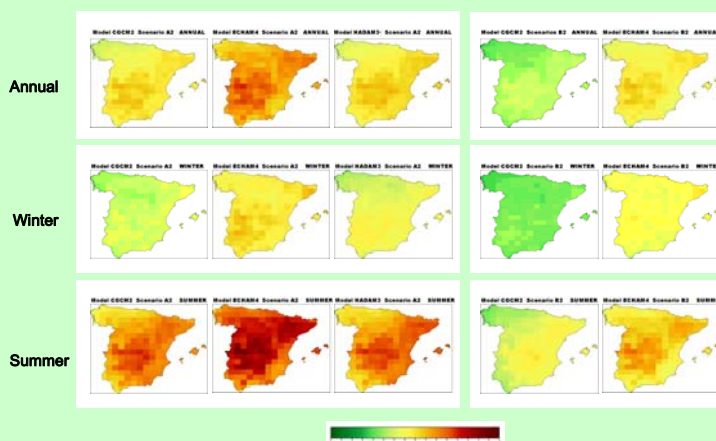 Model CGCM2 Scenario A2 ANNUAL
Model ECHAM4 Scenario A2 ANNUAL
Model HADAM3 Scenario A2 ANNUAL
Model CGCM2 Scenarios B2 ANNUAL
Model ECHAM4 Scenario B2 ANNUA
Annual
Model CGCM2 Scenario A2 WINTER
Model ECHAM4 Scenario A2 WINTER
Model HADAM3 Scenario A2 WINTER
Model CGCM2 Scenario B2 WINTER
Model ECHAM4 Scenario B2 WINTE
Winter
Model CGCM2 Scenario A2 SUMMER
Model ECHAM4 Scenario A2 SUMMER
Model HADAM3 Scenario A2 SUMMER
Model CGCM2 Scenario B2 SUMMER
Model ECHAM4 Scenario B2 SUMM
Summer